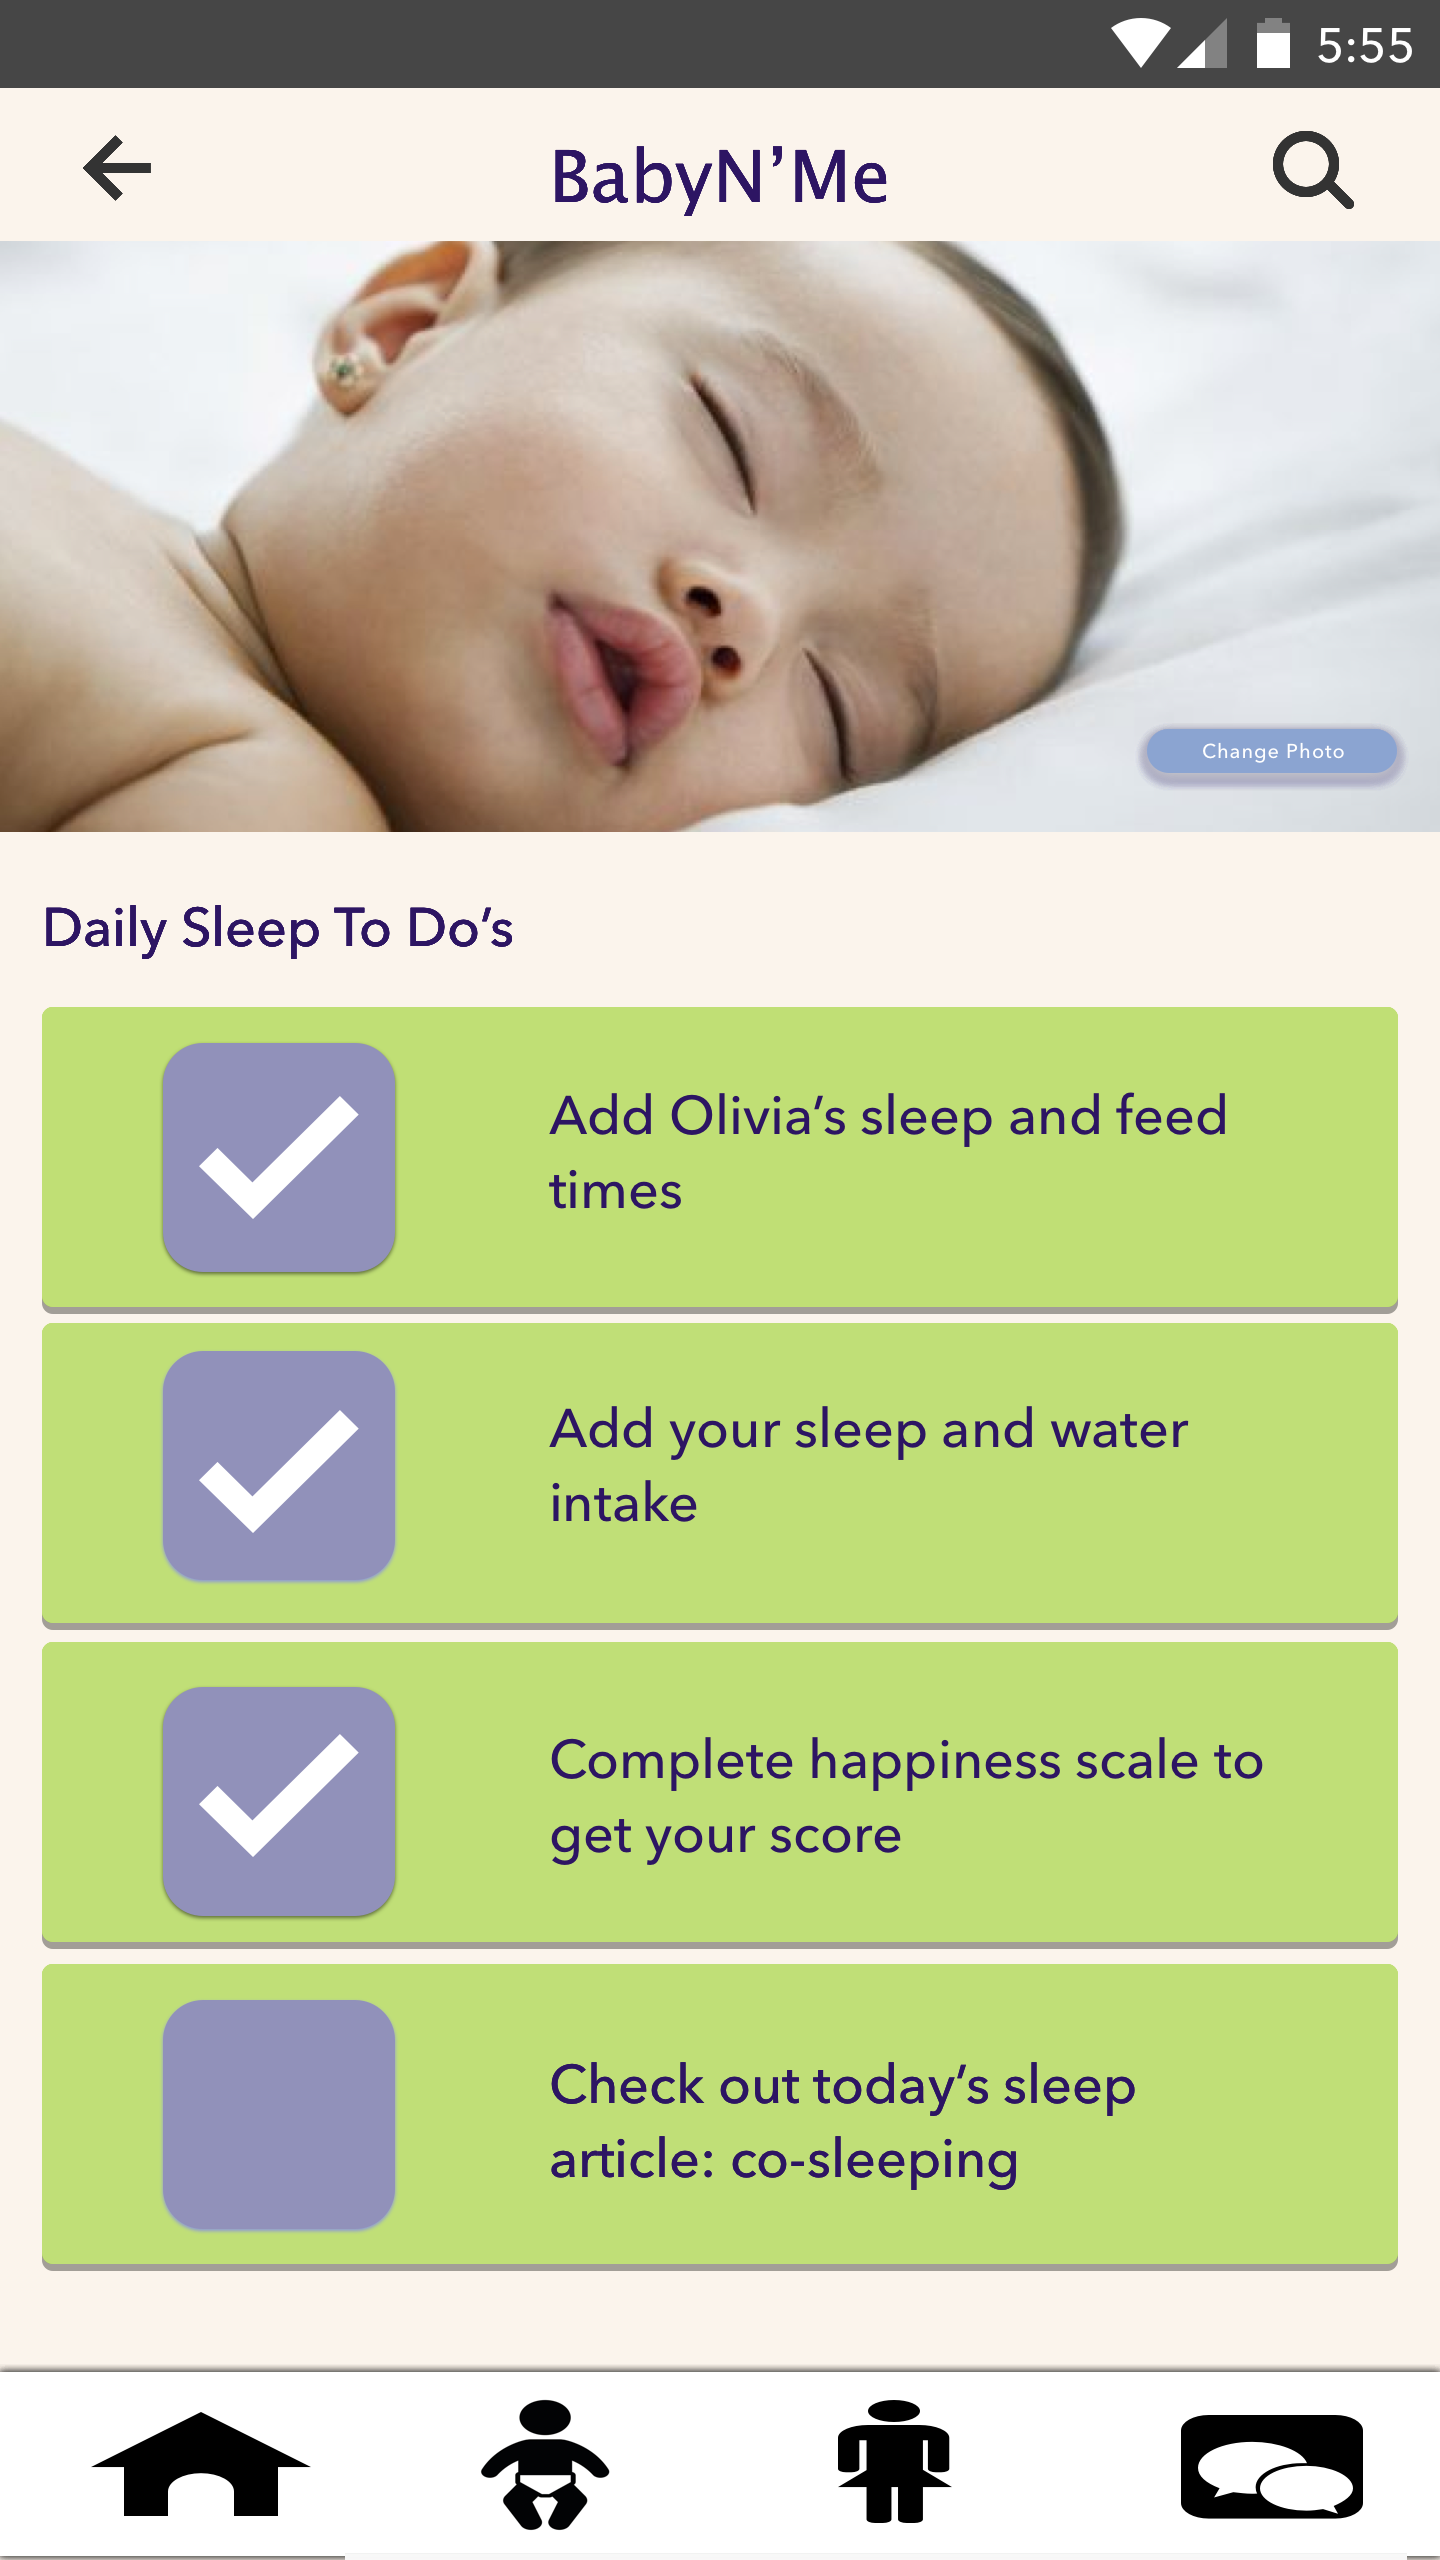 5:55
BabyN’Me
Change Photo
Daily Sleep To Do’s
Add Olivia’s sleep and feed
times
Add your sleep and water
intake
Complete happiness scale to
get your score
Check out today’s sleep
article: co-sleeping